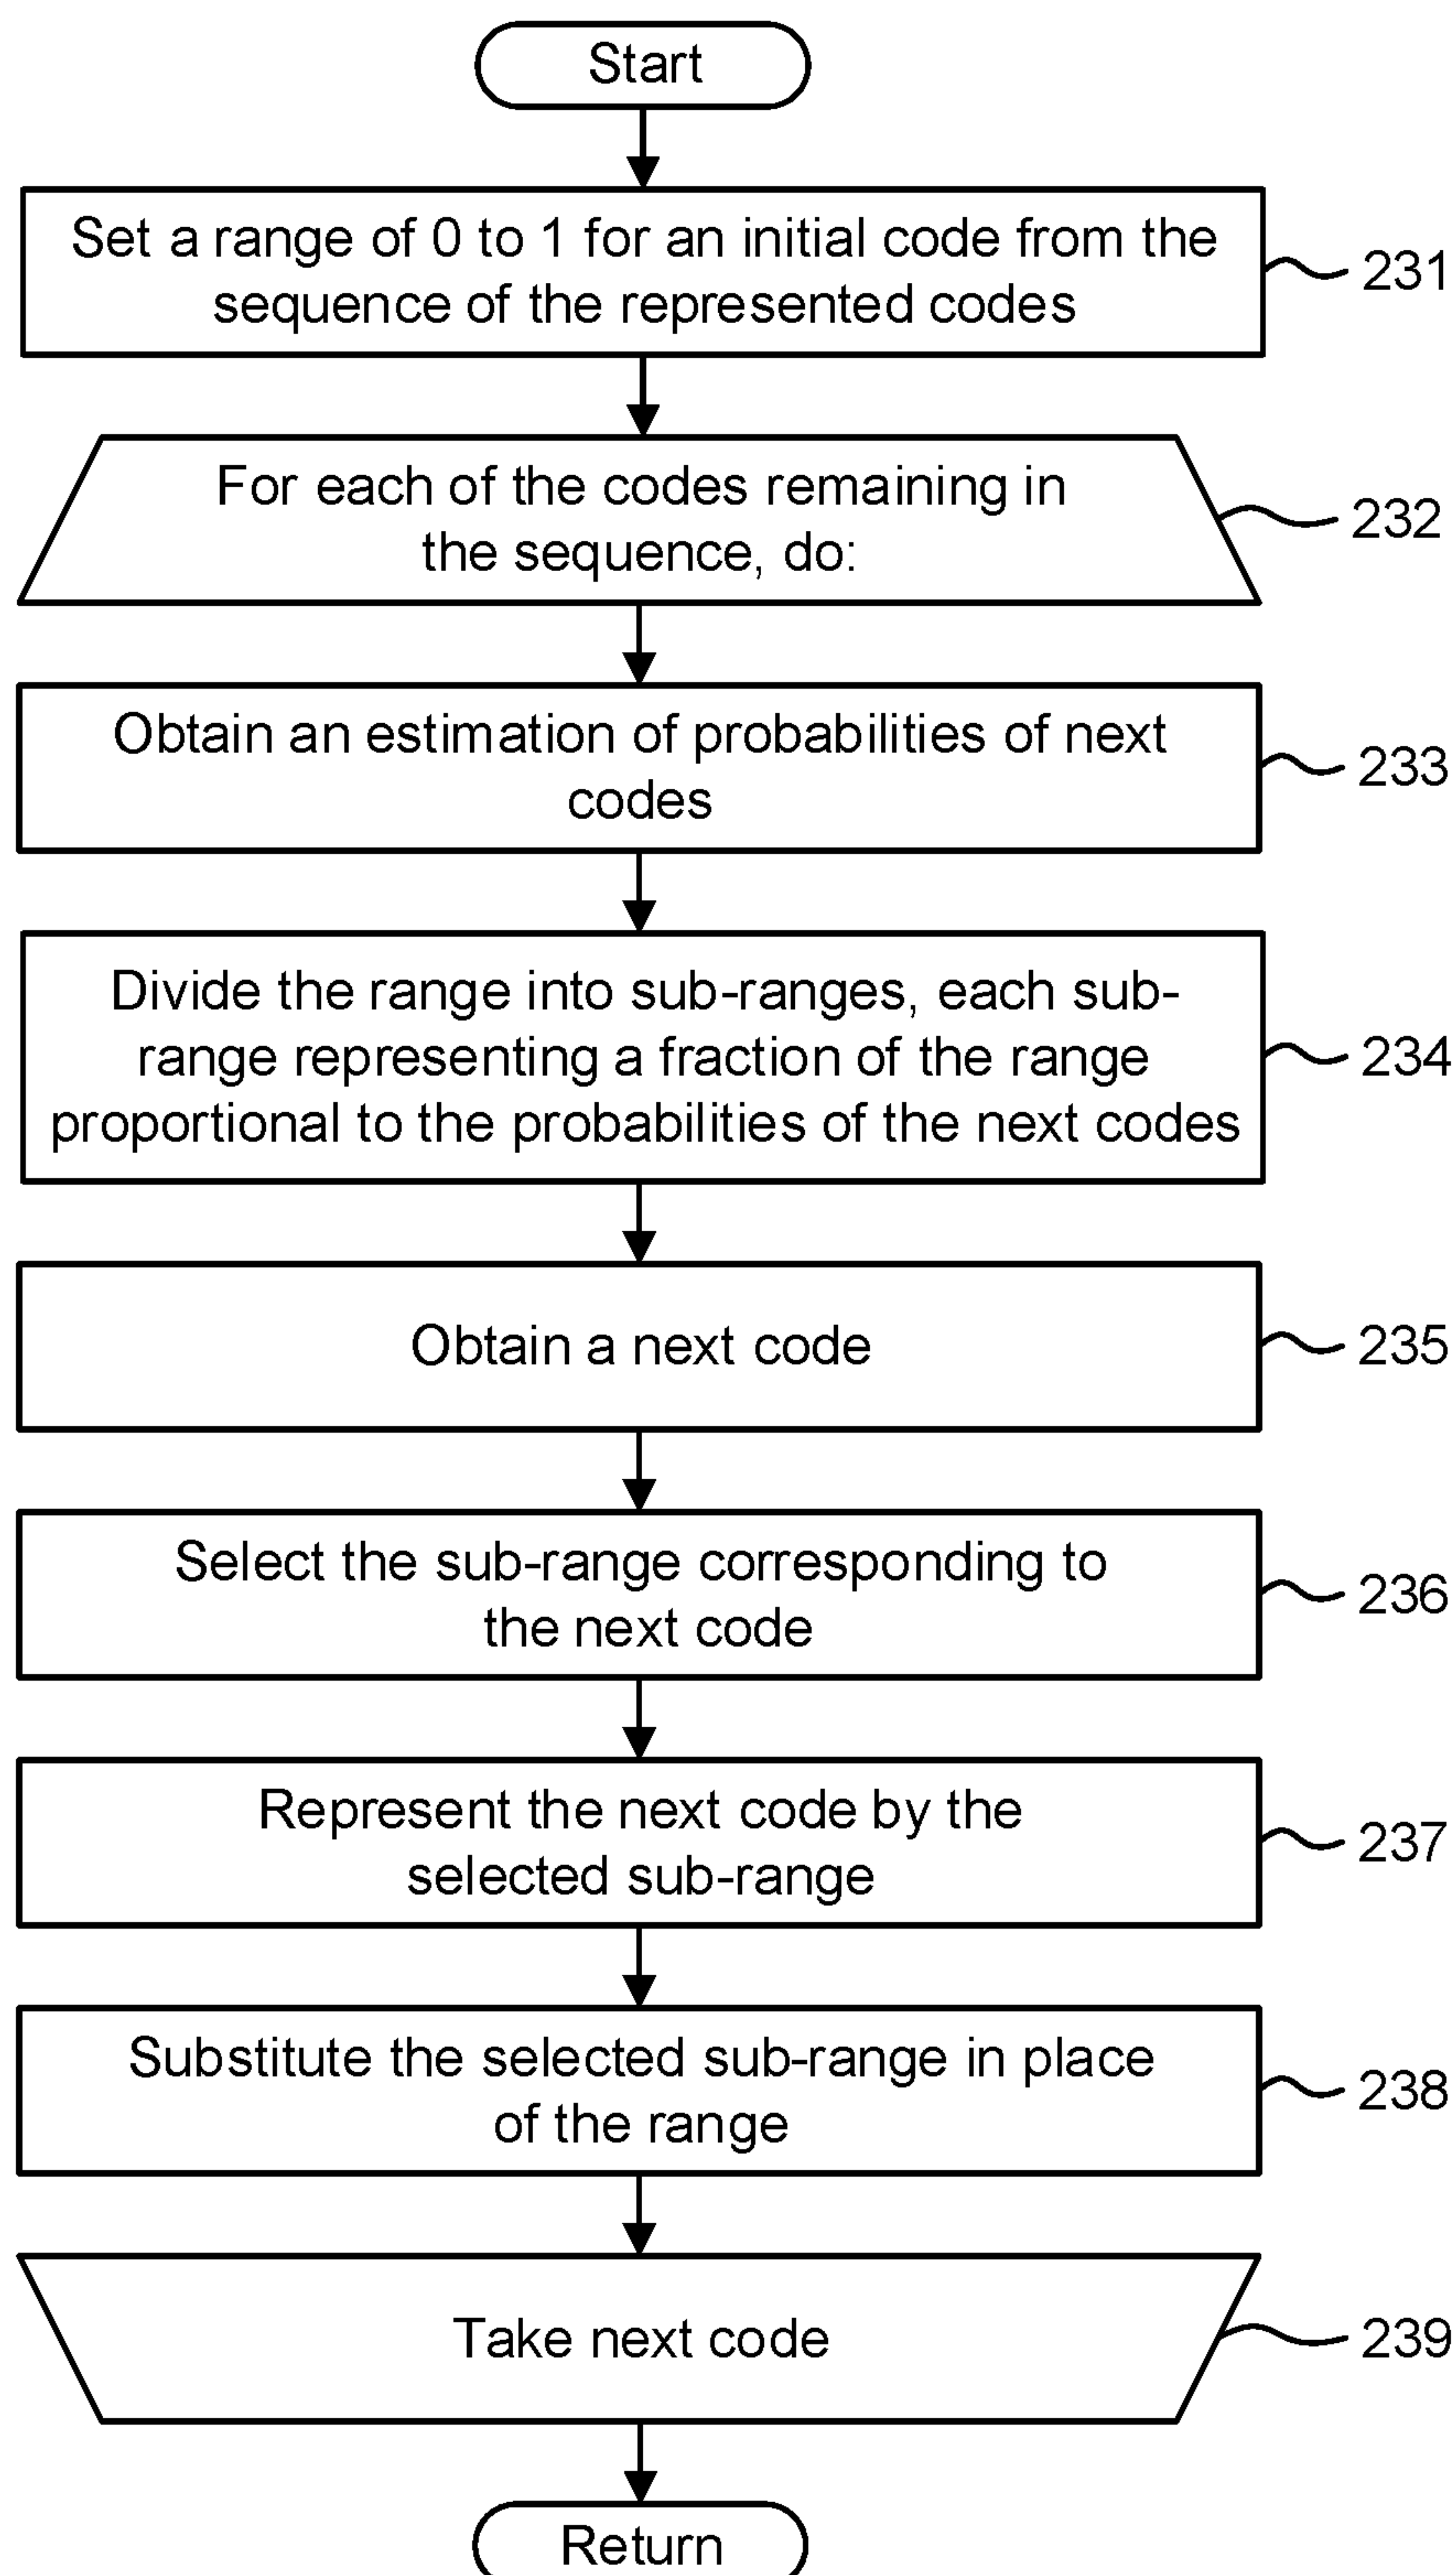 Start
Set a range of 0 to 1 for an initial code from the
sequence of the represented codes
231
For each of the codes remaining in
the sequence, do:
232
Obtain an estimation of probabilities of next
codes
233
Divide the range into sub-ranges, each sub-
range representing a fraction of the range
proportional to the probabilities of the next codes
234
Obtain a next code
235
Select the sub-range corresponding to
the next code
236
Represent the next code by the
selected sub-range
237
Substitute the selected sub-range in place
of the range
238
Take next code
239
Return